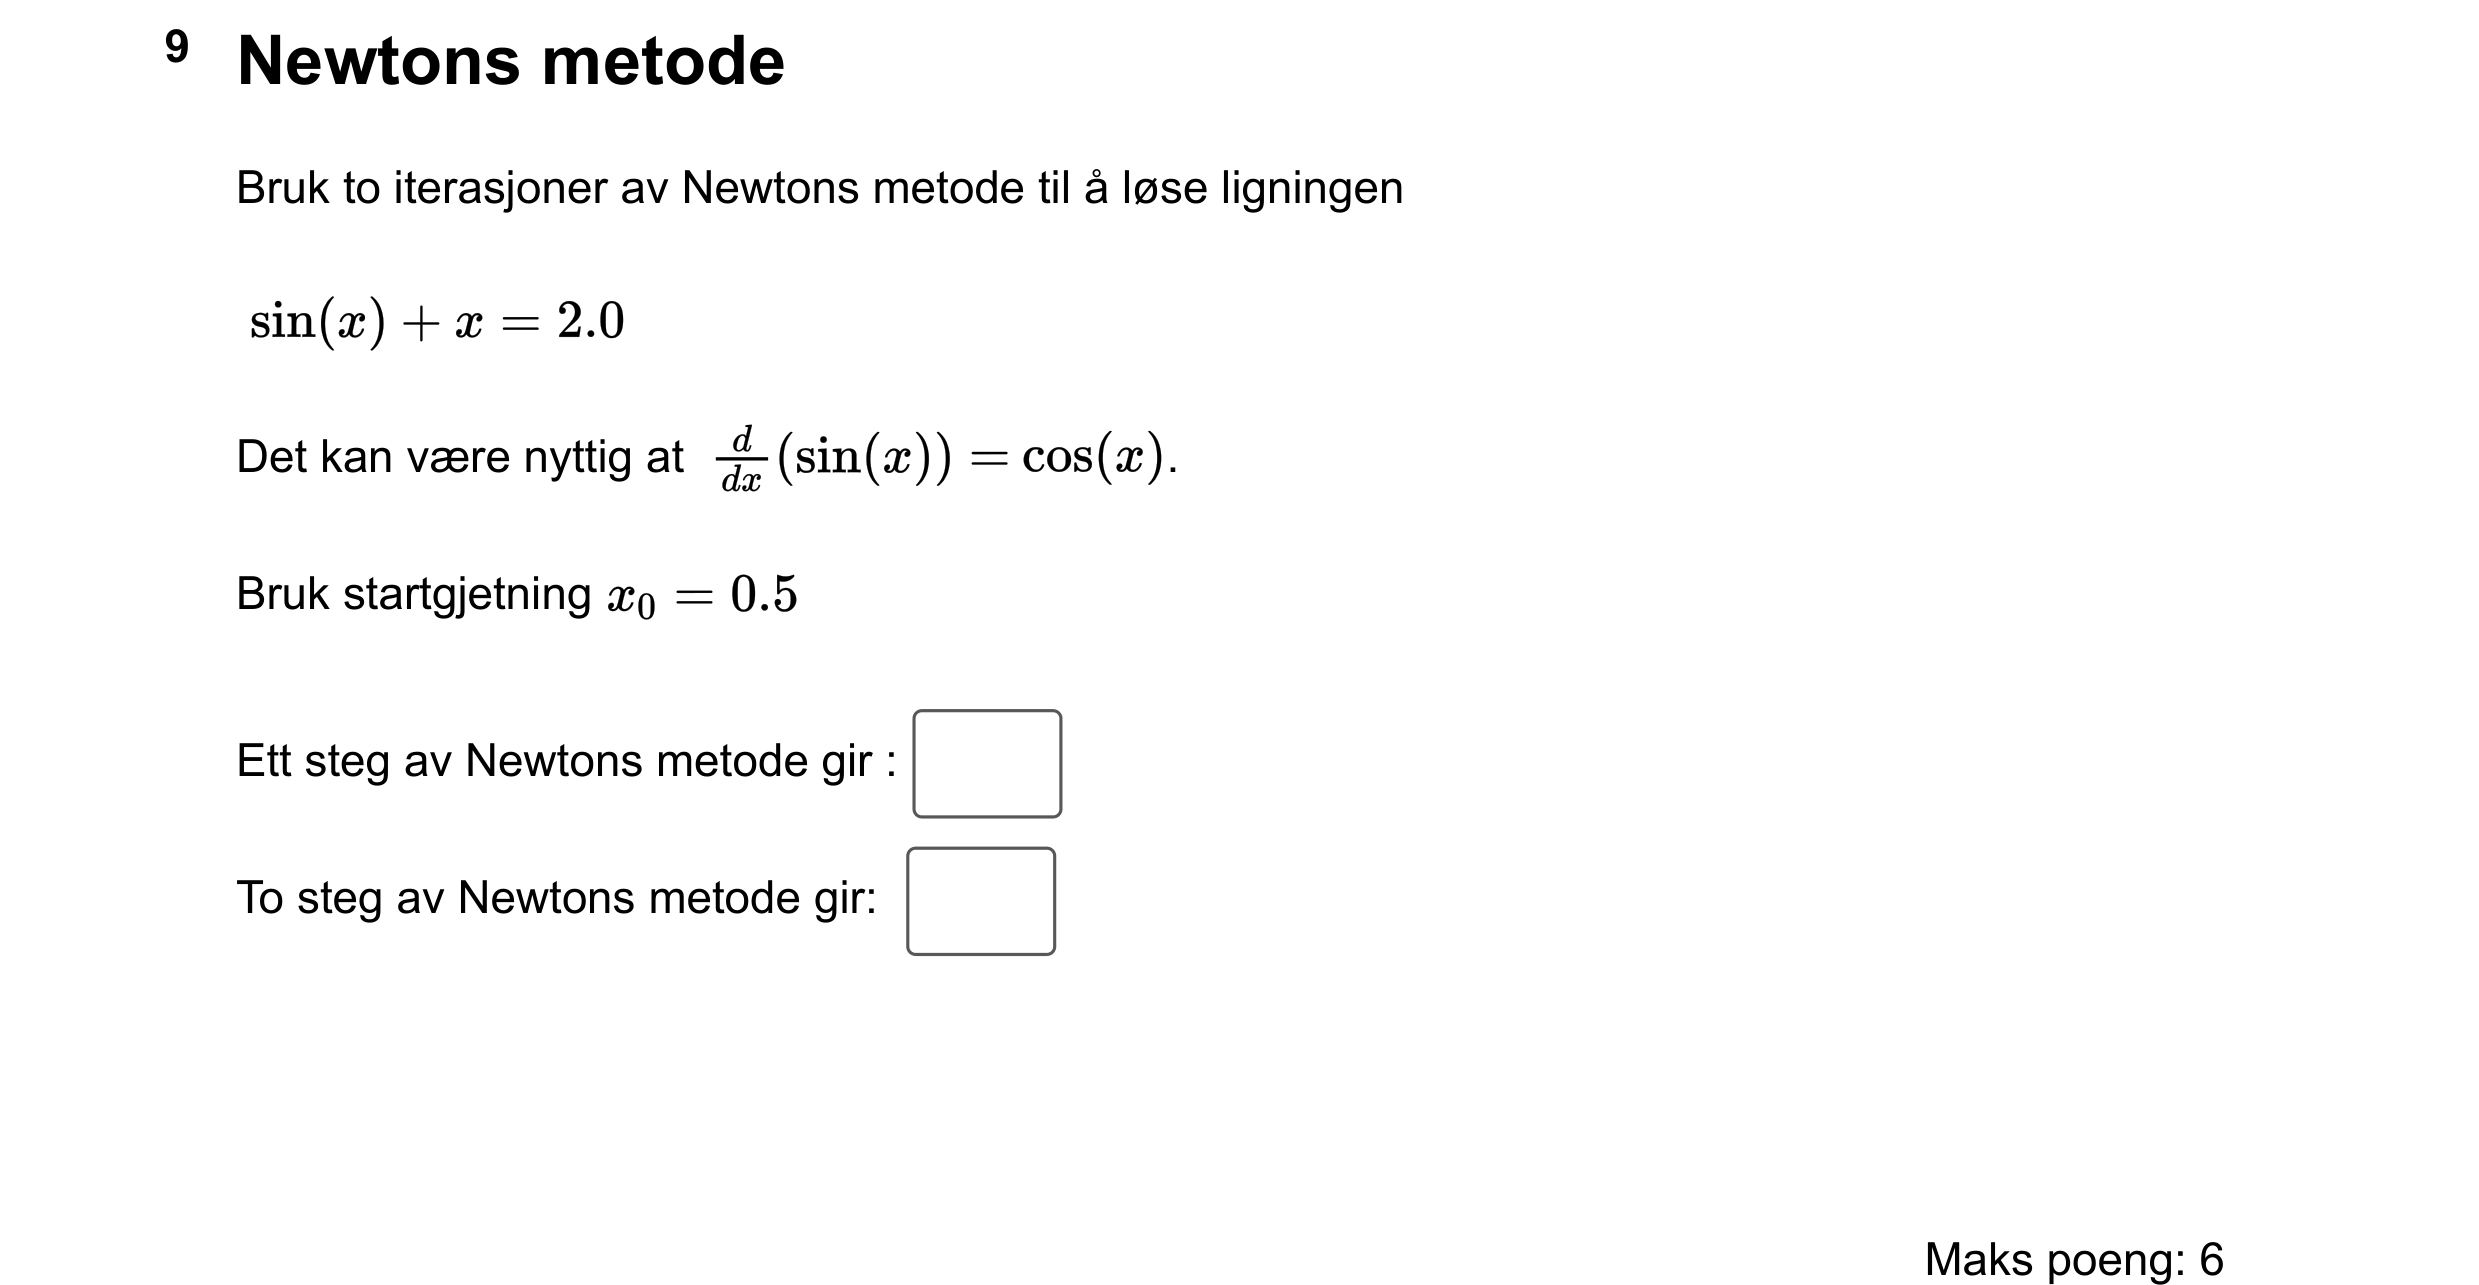 9 Newtons metode
Bruk to iterasjoner av Newtons metode til å løse ligningen
sin(x) + x = 2.0
Det kan være nyttig at d/dx (sin(x)) = cos(x).
Bruk startgjetning x₀ = 0.5
Ett steg av Newtons metode gir :
To steg av Newtons metode gir:
Maks poeng: 6